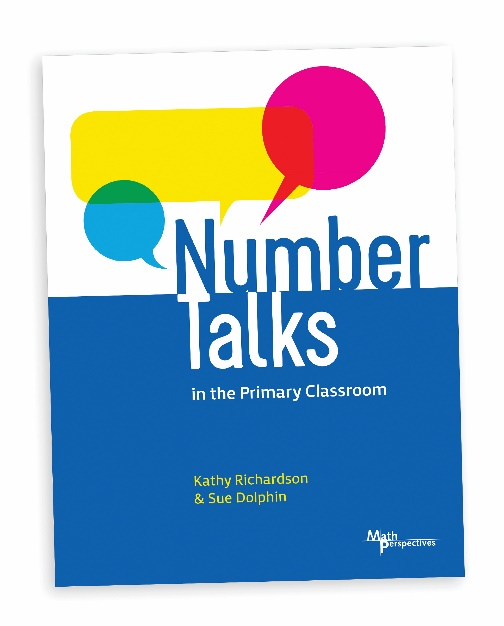 Number
Talks
in the Primary Classroom
Kathy Richardson
& Sue Dolphin
Math
Perspectives